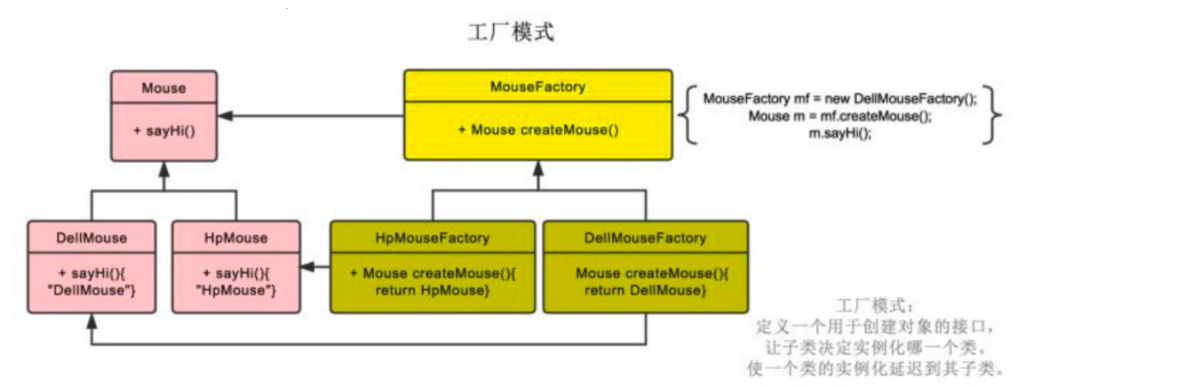 工厂模式
Mouse
+ sayHi()
MouseFactory
+ Mouse createMouse()
MouseFactory mf = new DellMouseFactory();
Mouse m = mf.createMouse();
m.sayHi();
DellMouse
+ sayHi(){
"DellMouse"}
HpMouse
+ sayHi(){
"HpMouse"}
HpMouseFactory
+ Mouse createMouse(){
return HpMouse}
DellMouseFactory
Mouse createMouse(){
return DellMouse}
工厂模式：
定义一个用于创建对象的接口，
让子类决定实例化哪一个类。
使一个类的实例化延迟到其子类。